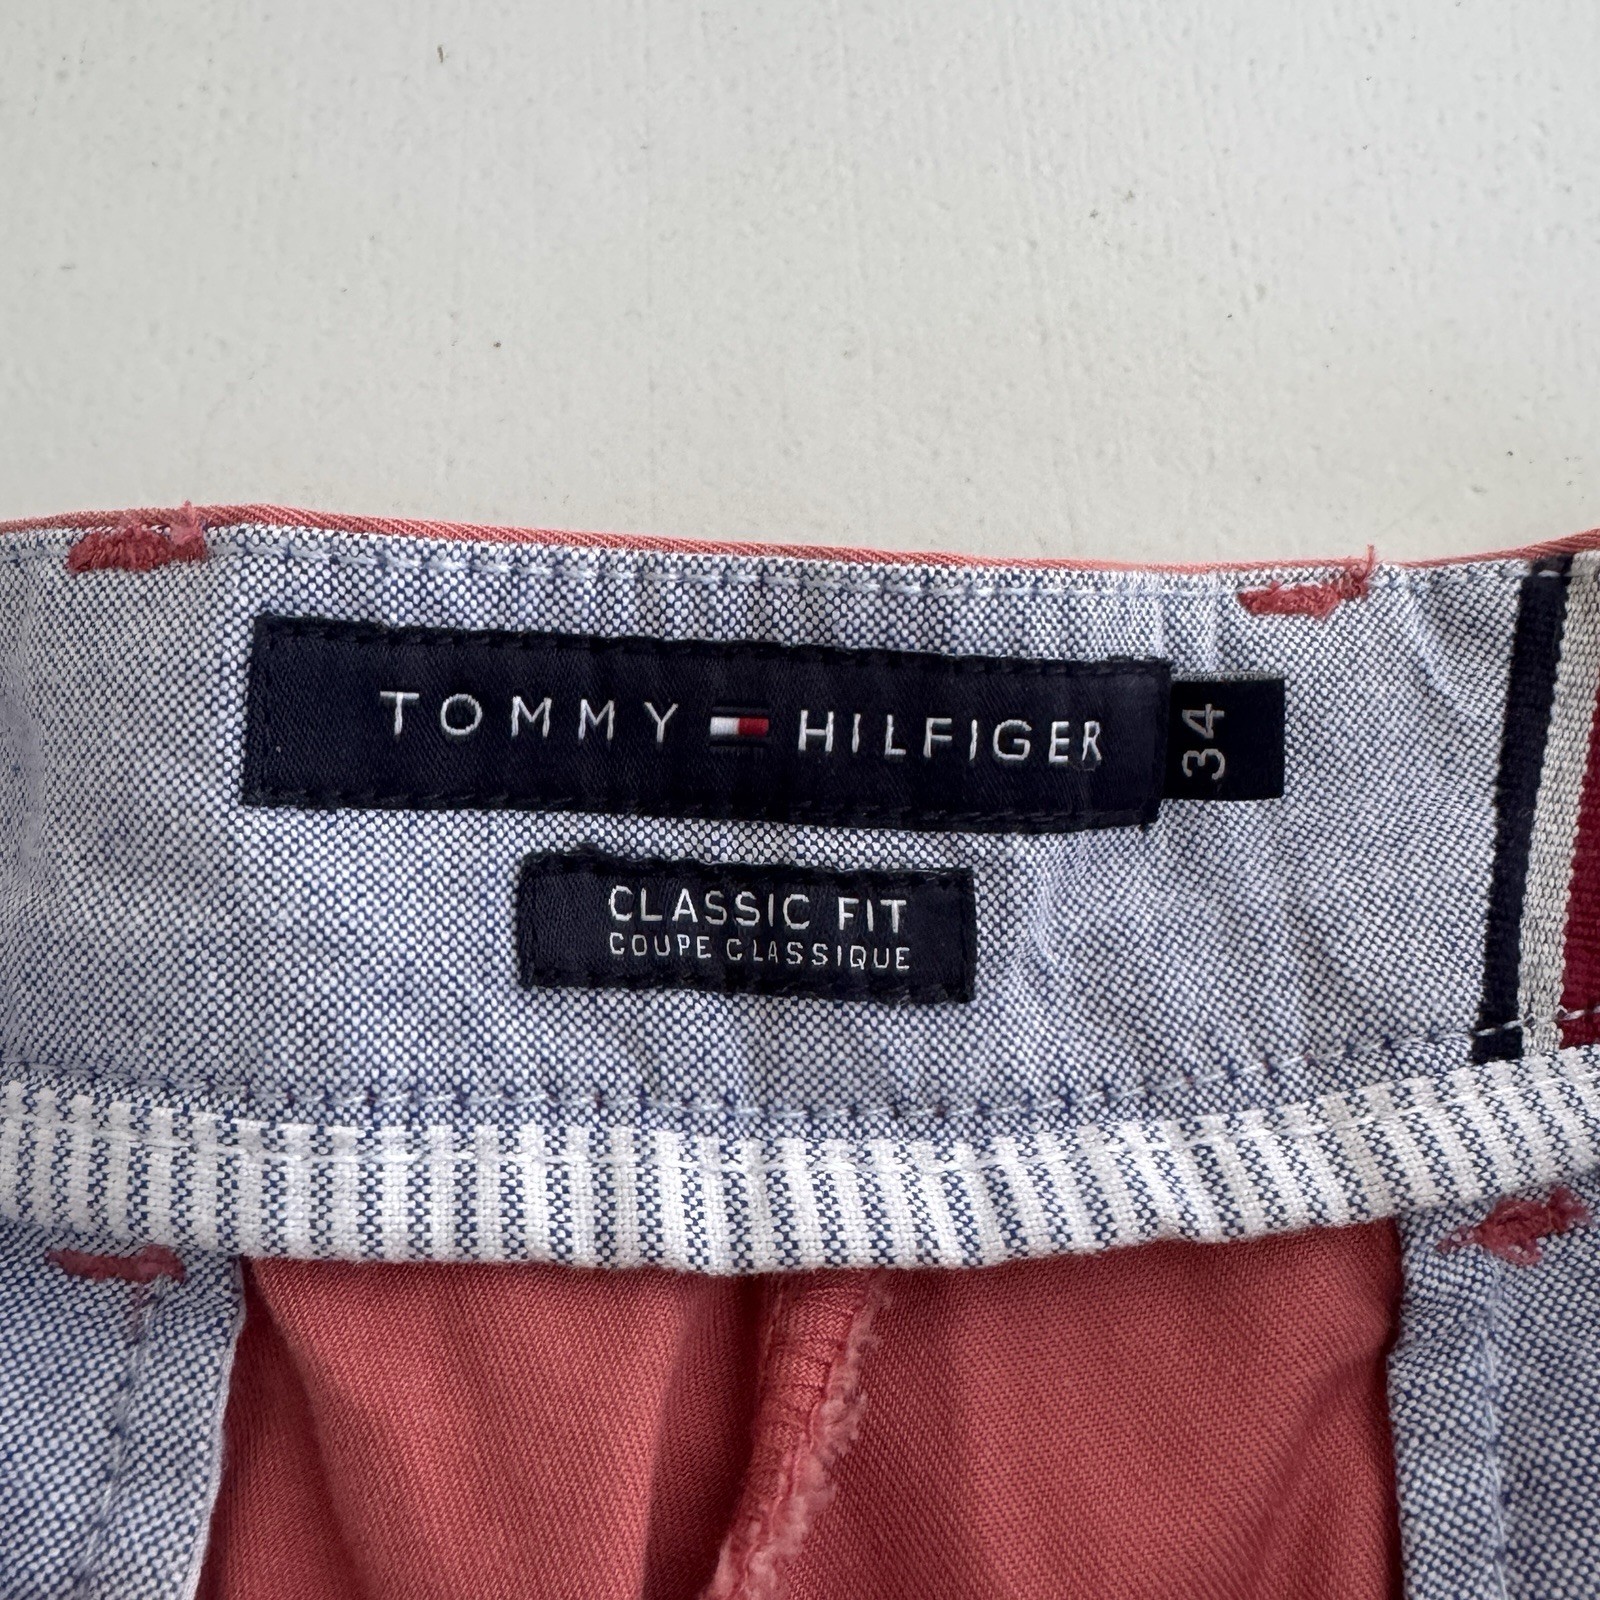 TOMMY HILFIGER
34
CLASSIC FIT
COUPE CLASSIQUE